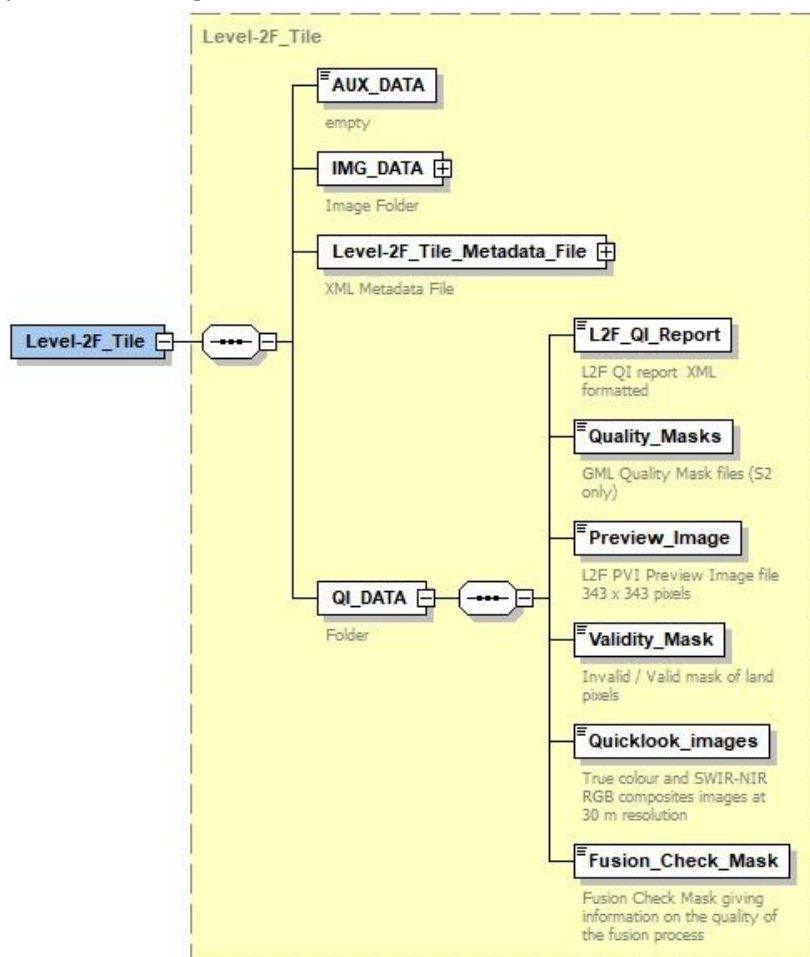 Level-2F_Tile
AUX_DATA
empty
IMG_DATA
Image Folder
Level-2F_Tile_Metadata_File
XML Metadata File
Level-2F_Tile
L2F_QI_Report
L2F QI report XML
formatted
Quality_Masks
GML Quality Mask files (S2
only)
Preview_Image
L2F PVI Preview Image file
343 x 343 pixels
QI_DATA
Folder
Validity_Mask
Invalid / Valid mask of land
pixels
Quicklook_images
True colour and SWIR-NIR
RGB composites images at
30 m resolution
Fusion_Check_Mask
Fusion Check Mask giving
information on the quality of
the fusion process